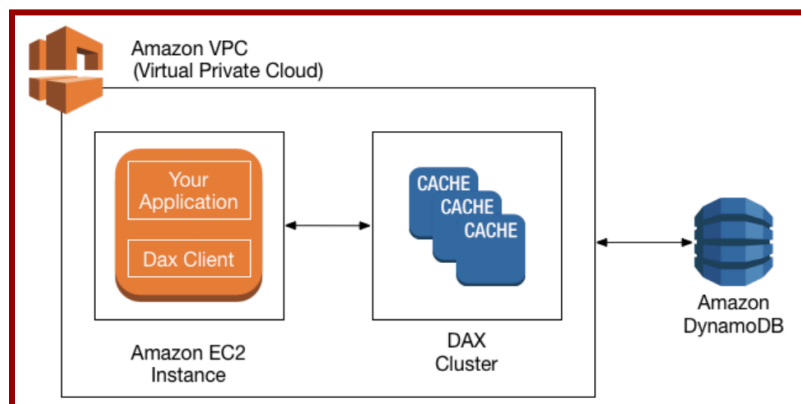 Amazon VPC
(Virtual Private Cloud)
Your
Application
Dax Client
CACHE
CACHE
CACHE
Amazon EC2
Instance
DAX
Cluster
Amazon
DynamoDB